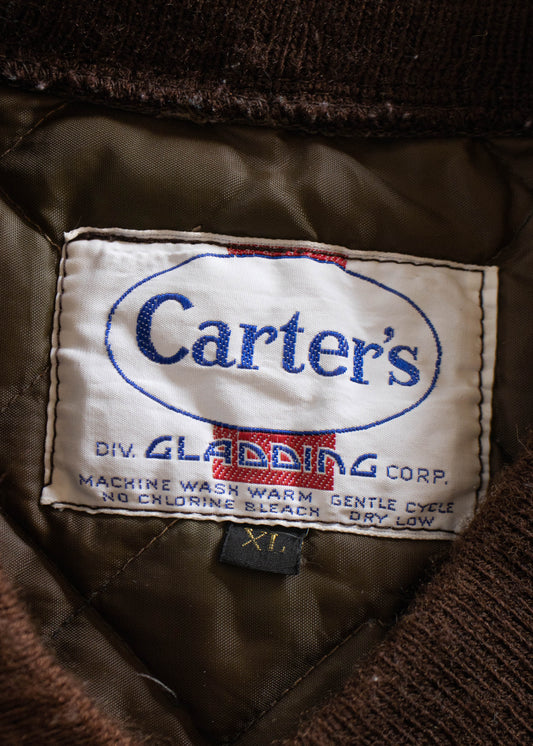 Carter's
DIV. GLADDING CORP.
MACHINE WASH WARM GENTLE CYCLE
NO CHLORINE BLEACH DRY LOW
XL